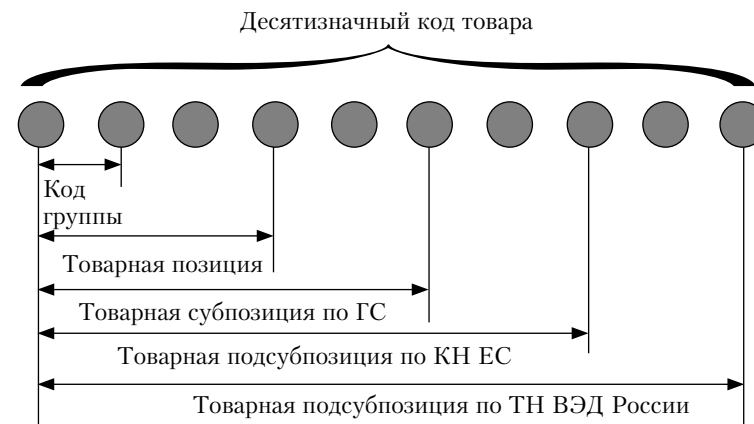 Десятизначный код товара
Код
группы
Товарная позиция
Товарная субпозиция по ГС
Товарная подсубпозиция по КН ЕС
Товарная подсубпозиция по ТН ВЭД России